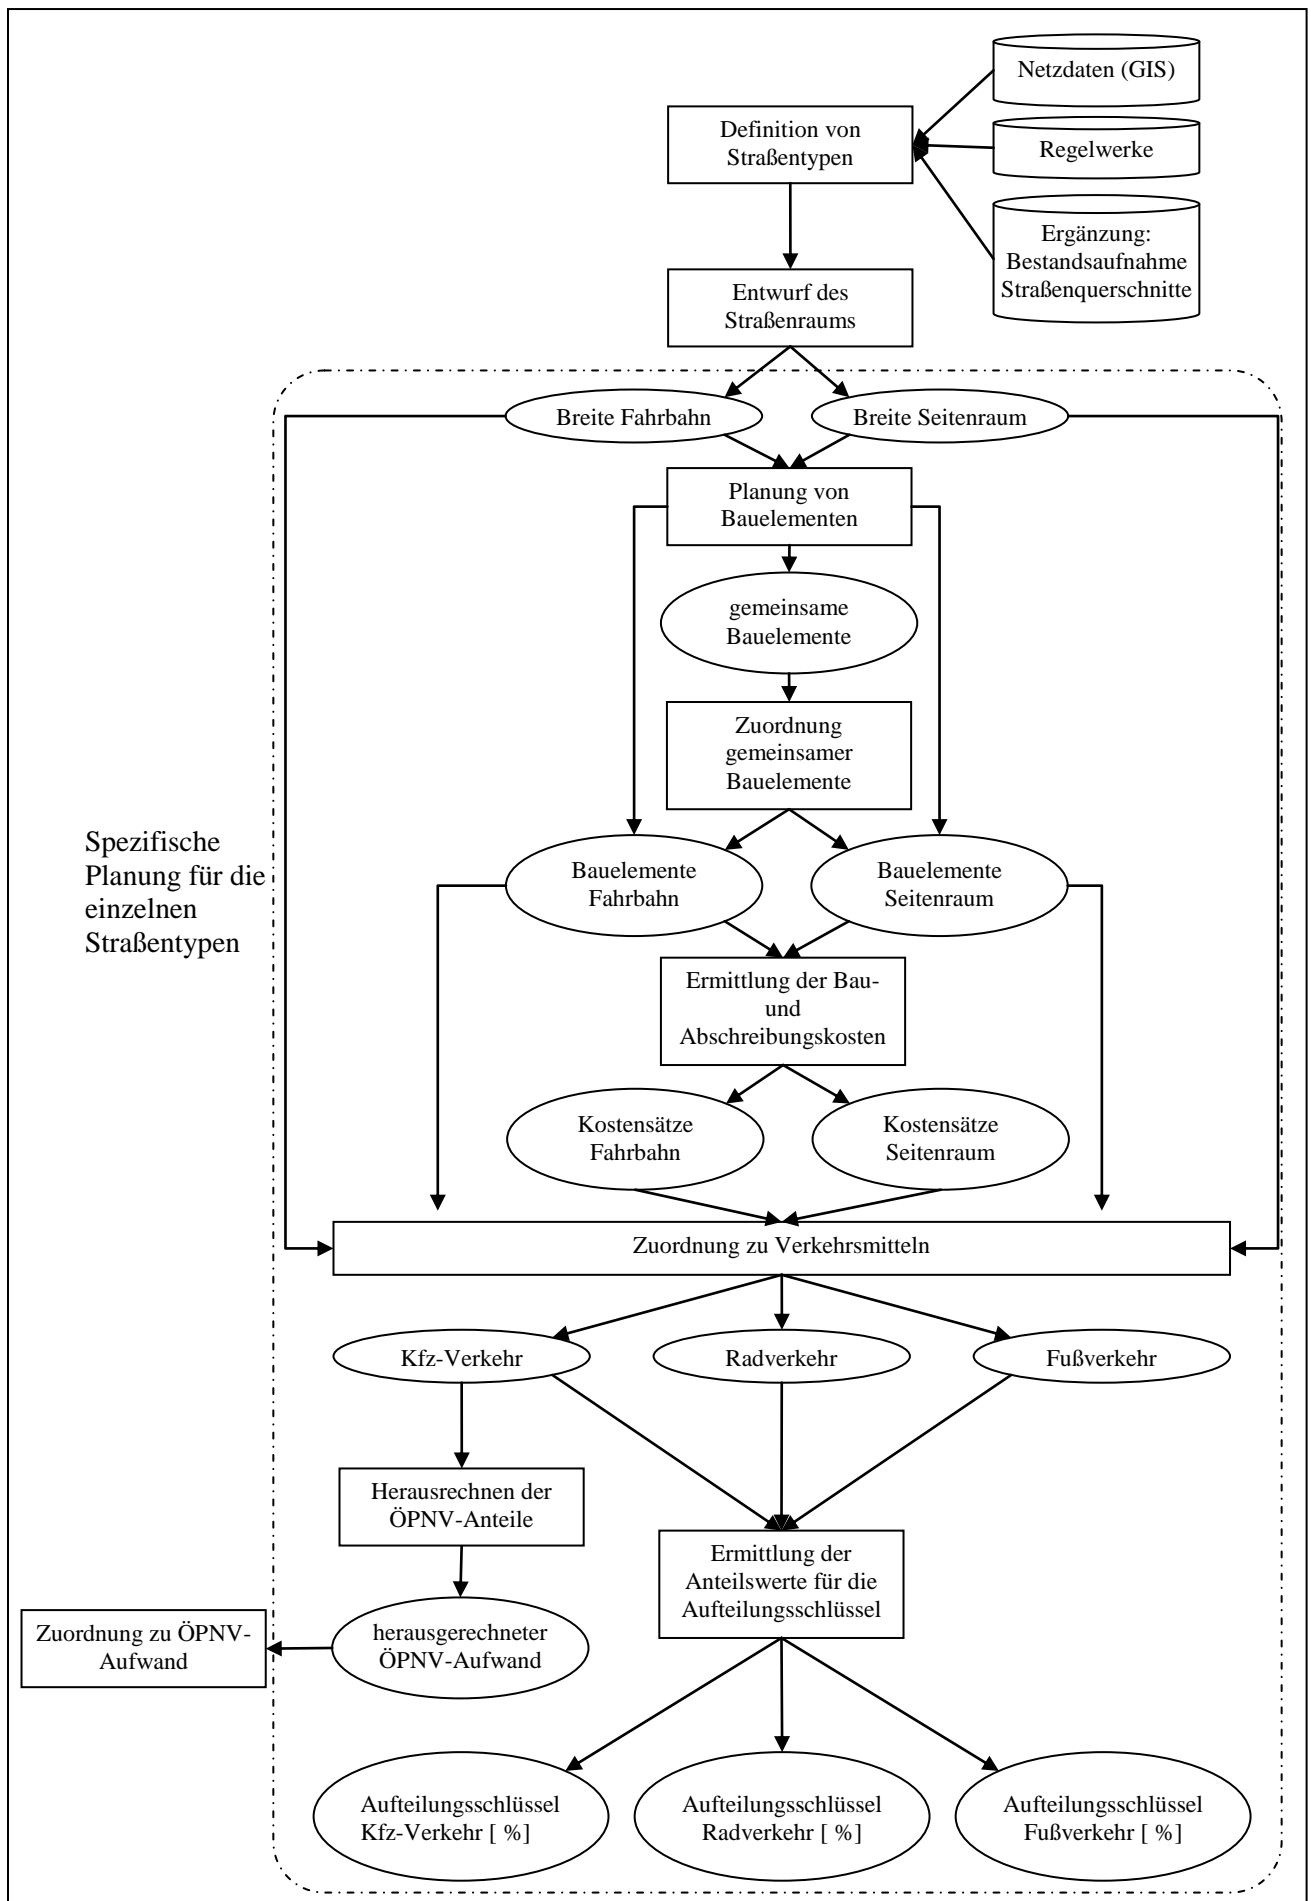 Netzdaten (GIS)
Definition von
Straßentypen
Regelwerke
Ergänzung:
Bestandsaufnahme
Straßenquerschnitte
Entwurf des
Straßenraums
Breite Fahrbahn
Breite Seitenraum
Planung von
Bauelementen
gemeinsame
Bauelemente
Zuordnung
gemeinsamer
Bauelemente
Spezifische
Planung für die
einzelnen
Straßentypen
Bauelemente
Fahrbahn
Bauelemente
Seitenraum
Ermittlung der Bau-
und
Abschreibungskosten
Kostensätze
Fahrbahn
Kostensätze
Seitenraum
Zuordnung zu Verkehrsmitteln
Kfz-Verkehr
Radverkehr
Fußverkehr
Herausrechnen der
ÖPNV-Anteile
Ermittlung der
Anteilswerte für die
Aufteilungsschlüssel
Zuordnung zu ÖPNV-
Aufwand
herausgerechneter
ÖPNV-Aufwand
Aufteilungsschlüssel
Kfz-Verkehr [ %]
Aufteilungsschlüssel
Radverkehr [ %]
Aufteilungsschlüssel
Fußverkehr [ %]